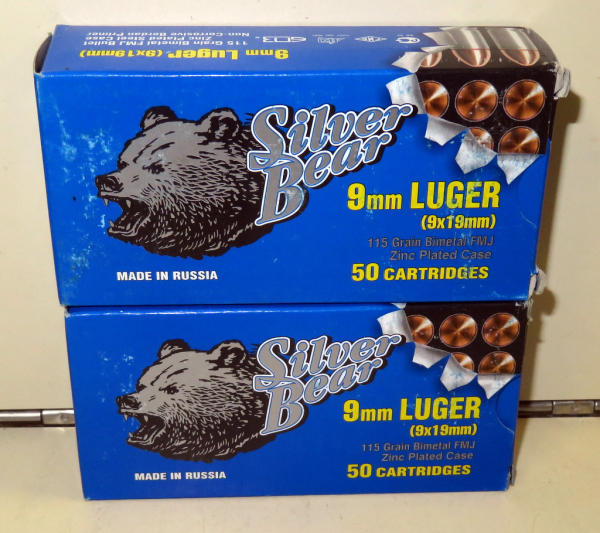 9mm Luger (9x19mm)
115 Grain Bimetal FMJ Bullet
Zinc Plated Steel Case
Non-Corrosive Berdan Primer
Silver
Bear
9mm LUGER
(9x19mm)
115 Grain Bimetal FMJ
Zinc Plated Case
50 CARTRIDGES
MADE IN RUSSIA
Silver
Bear
9mm LUGER
(9x19mm)
115 Grain Bimetal FMJ
Zinc Plated Case
50 CARTRIDGES
MADE IN RUSSIA